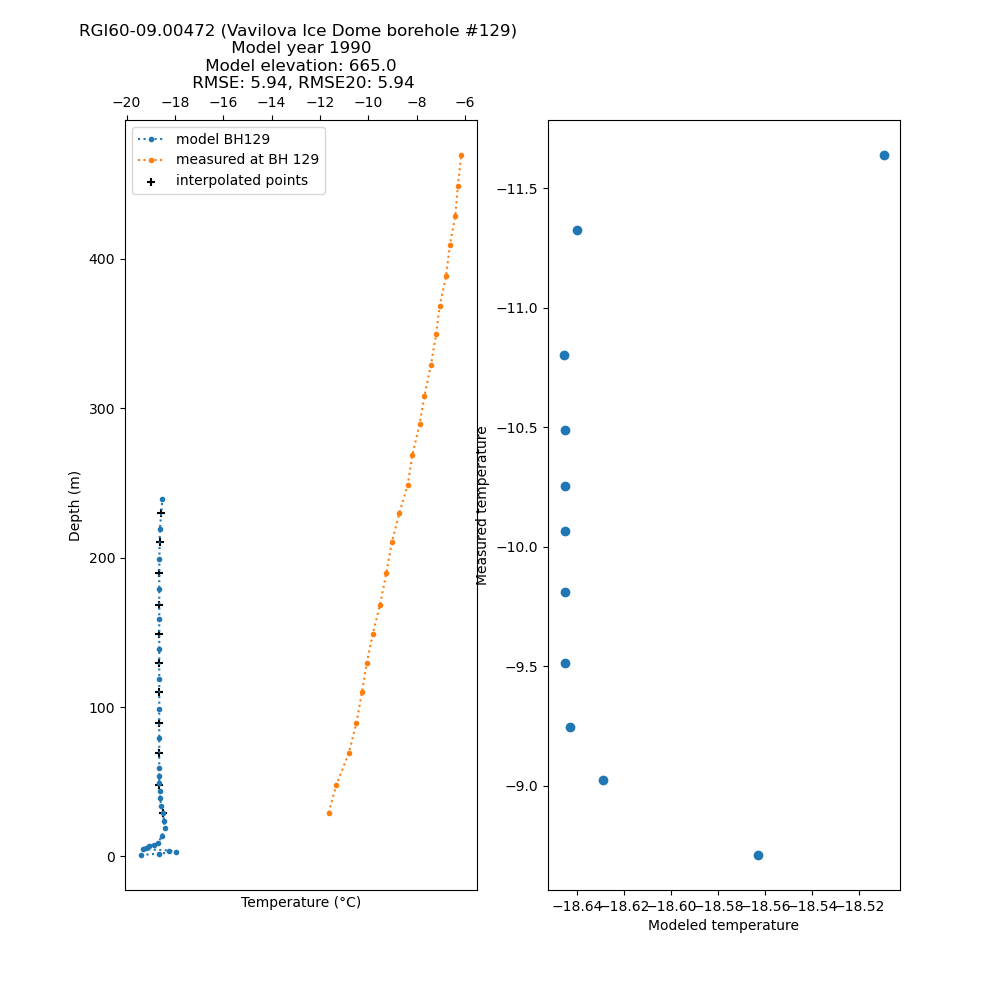 RGI60-09.00472 (Vavilova Ice Dome borehole #129)
Model year 1990
Model elevation: 665.0
RMSE: 5.94, RMSE20: 5.94
−20 −18 −16 −14 −12 −10 −8 −6
model BH129
measured at BH 129
interpolated points
400
300
200
100
0
Depth (m)
Temperature (°C)
−11.5
−11.0
−10.5
−10.0
−9.5
−9.0
Measured temperature
−18.64 −18.62 −18.60 −18.58 −18.56 −18.54 −18.52
Modeled temperature